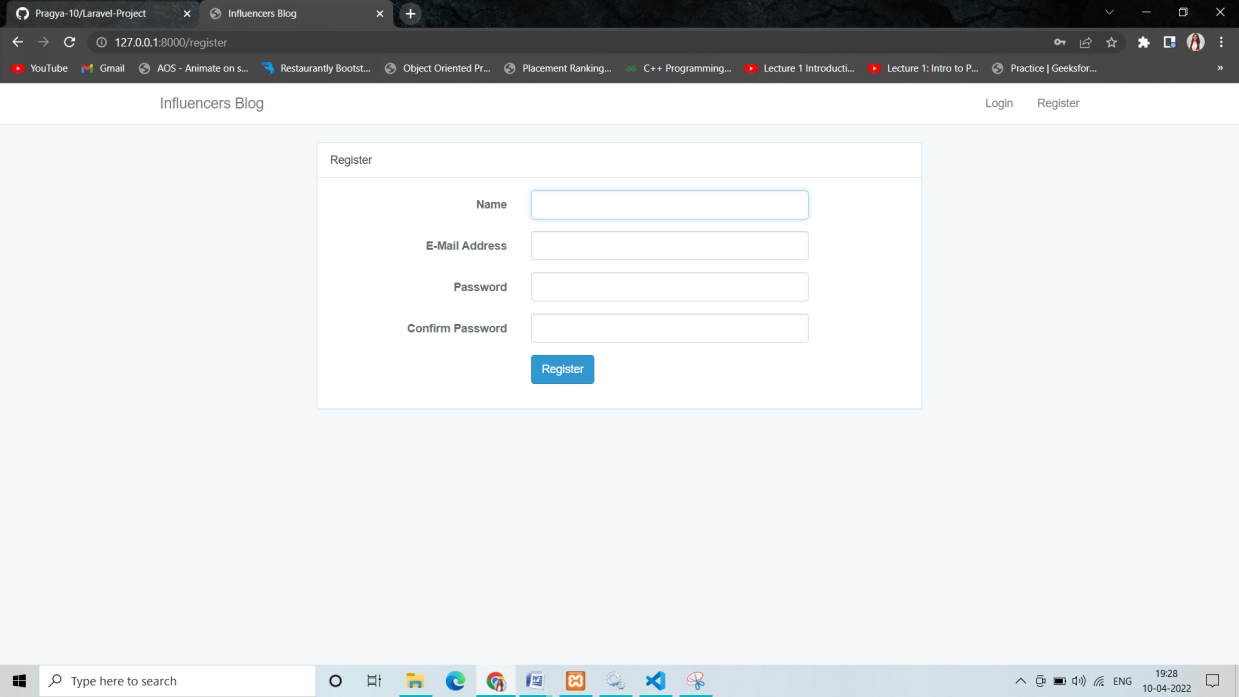 Pragya-10/Laravel-Project
Influencers Blog
127.0.0.1:8000/register
YouTube
Gmail
AOS - Animate on s...
Restaurantly Bootst...
Object Oriented Pr...
Placement Ranking...
C++ Programming...
Lecture 1 Introducti...
Lecture 1: Intro to P...
Practice | Geeksfor...
»
Influencers Blog
Login
Register
Register
Name
E-Mail Address
Password
Confirm Password
Register
Type here to search
ENG
19:28
10-04-2022